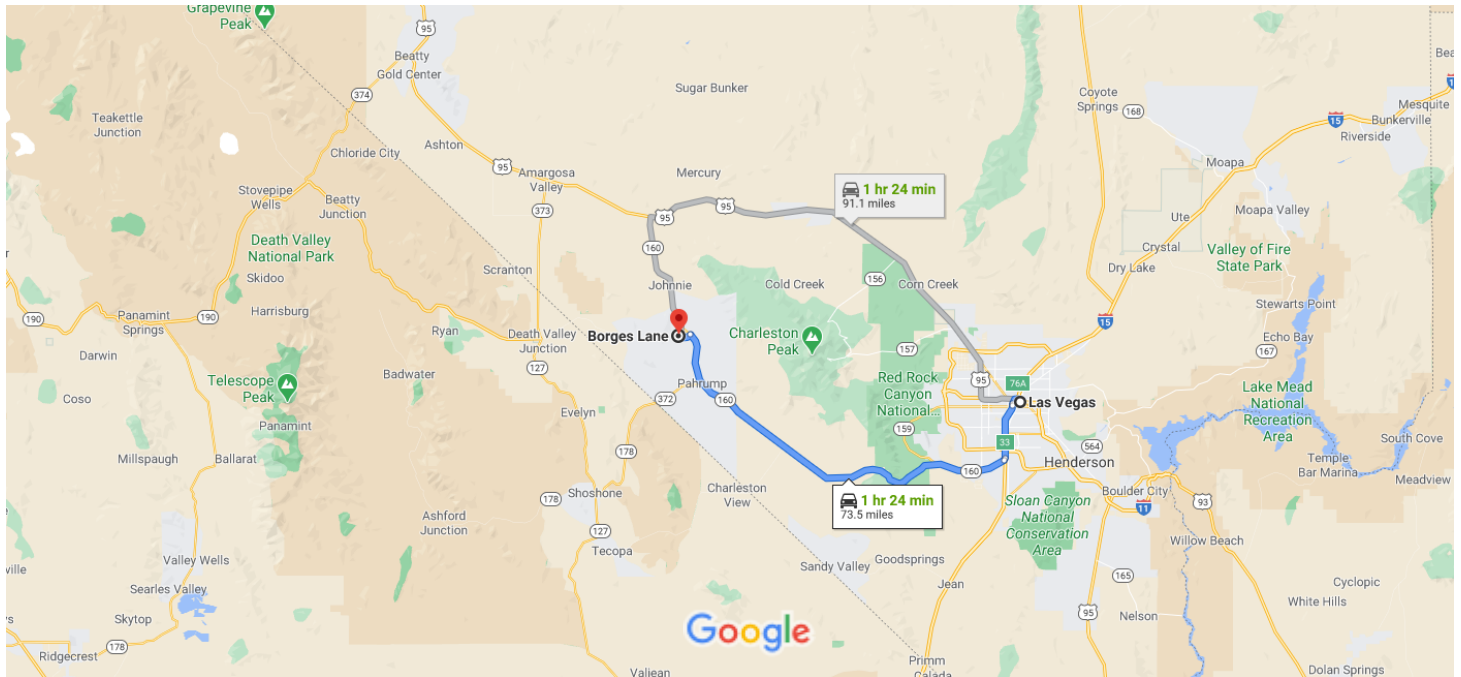 Grapevine
Peak
95
Beatty
Gold Center
374
Sugar Bunker
Coyote
Springs
168
Mesquite
Bunkerville
15
Riverside
15
Teakettle
Junction
Chloride City
Ashton
95
Amargosa
Valley
Mercury
1 hr 24 min
91.1 miles
Moapa
Stovepipe
Wells
Beatty
Junction
373
95
95
Moapa Valley
Ute
Death Valley
National Park
160
Crystal
Valley of Fire
State Park
Skidoo
Scranton
Johnnie
Cold Creek
156
Corn Creek
Dry Lake
Harrisburg
190
Panamint
Springs
190
Stewarts Point
15
Ryan
Death Valley
Junction
Borges Lane
Charleston
Peak
157
Echo Bay
167
Darwin
127
Telescope
Peak
Badwater
Pahrump
372
160
Red Rock
Canyon
National...
95
76A
Las Vegas
Lake Mead
National
Recreation
Area
Coso
Evelyn
Panamint
159
33
564
South Cove
Millspaugh
Ballarat
178
160
Henderson
Temple
Bar Marina
Meadview
Charleston
View
1 hr 24 min
73.5 miles
Boulder City
178
Shoshone
Sloan Canyon
National
Conservation
Area
11
93
Ashford
Junction
127
Tecopa
Willow Beach
Valley Wells
Sandy Valley
Goodsprings
Jean
165
Cyclopic
White Hills
Searles Valley
Skytop
95
Nelson
Google
178
Ridgecrest
Valjean
Primm
Calada
Dolan Springs